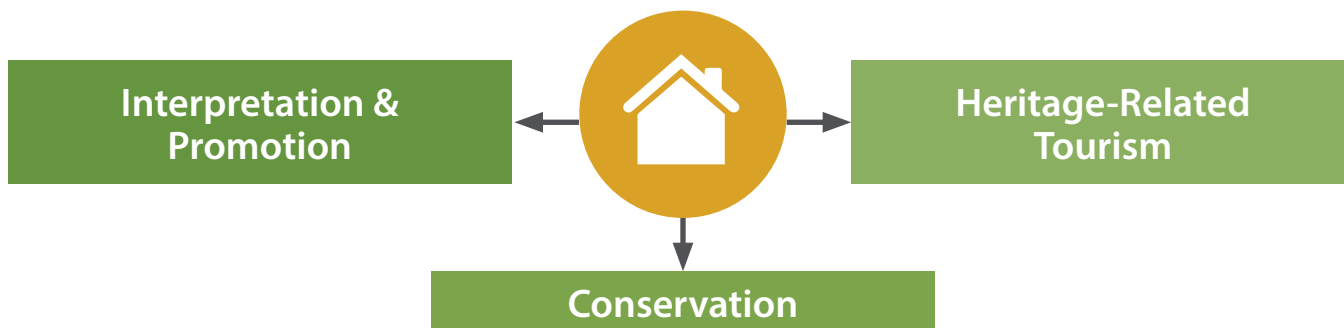 Interpretation &
Promotion
Heritage-Related
Tourism
Conservation